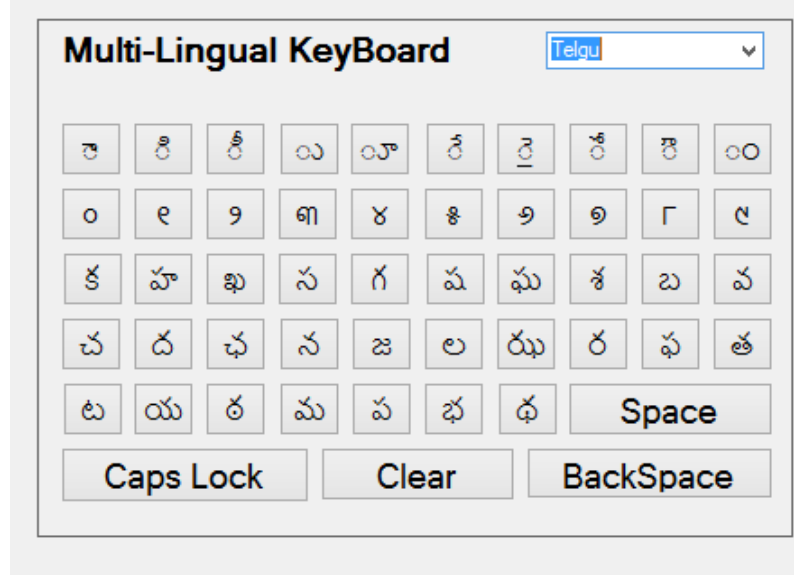 Multi-Lingual KeyBoard Telgu
ా ి ీ ు ూ ే ై ో ౌ ం
౦ ౧ ౨ ౩ ౪ ౫ ౬ ౭ ౮ ౯
క హ ఖ స గ ష ఘ శ బ వ
చ ద ఛ న జ ల ఝ ర ఫ త
ట య ఠ మ ప భ థ Space
Caps Lock Clear BackSpace